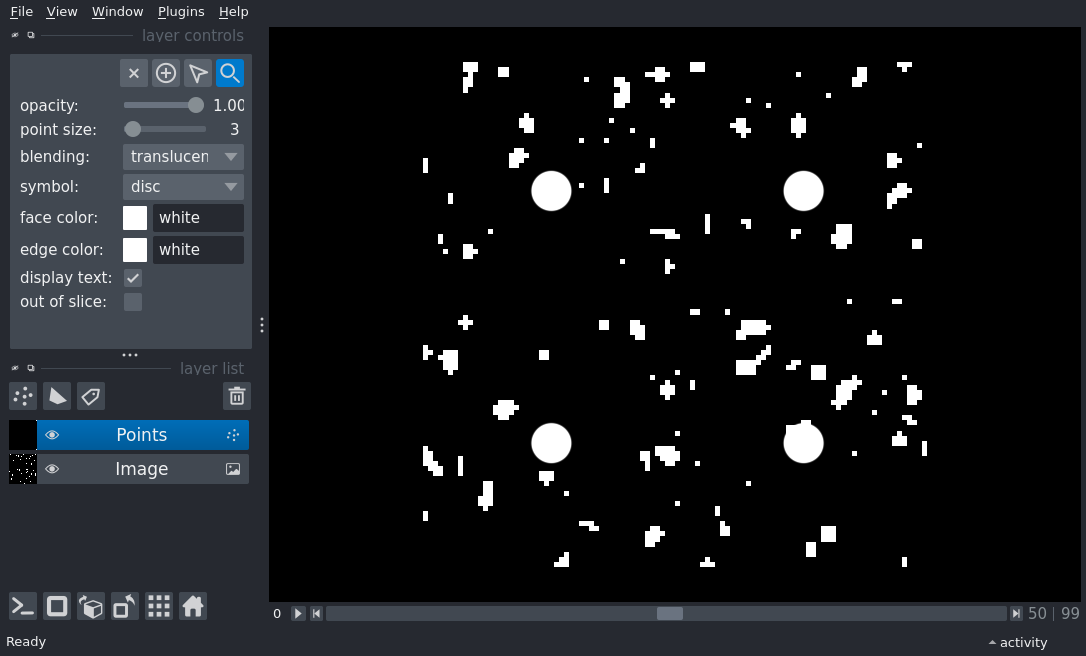 File View Window Plugins Help
layer controls
opacity: 1.00
point size: 3
blending: translucen
symbol: disc
face color: white
edge color: white
display text:
out of slice:
layer list
Points
Image
0 50 | 99
Ready activity